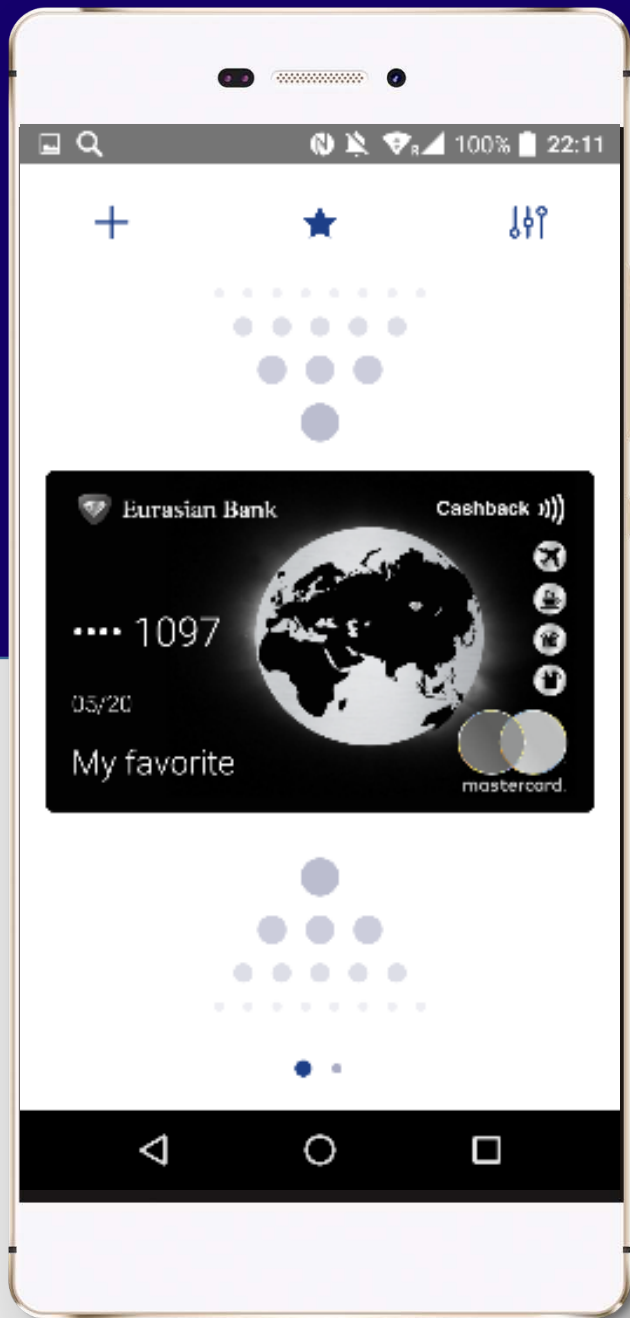 100% 22:11
Eurasian Bank
Cashback
•••• 1097
05/20
My favorite
mastercard.